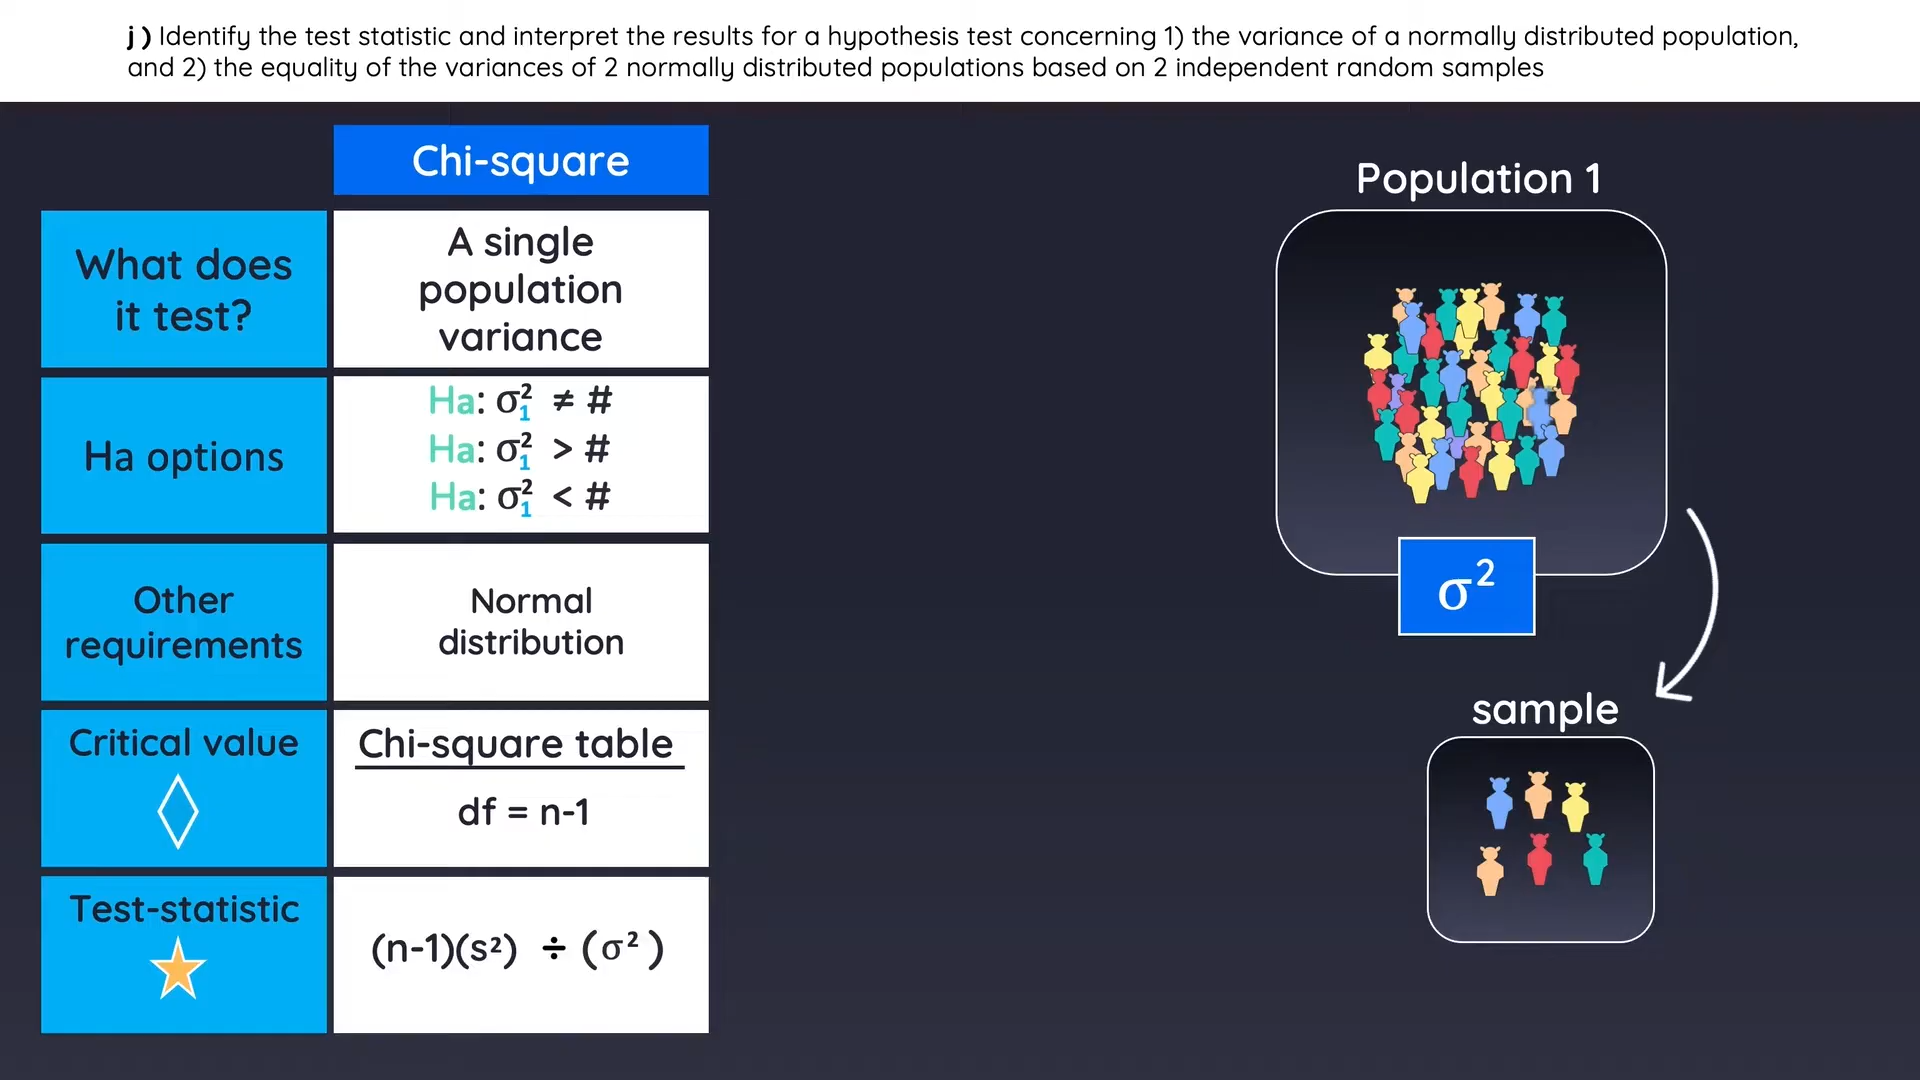 j ) Identify the test statistic and interpret the results for a hypothesis test concerning 1) the variance of a normally distributed population,
and 2) the equality of the variances of 2 normally distributed populations based on 2 independent random samples
Chi-square
What does
it test?
A single
population
variance
Ha options
Ha: σ₁² ≠ #
Ha: σ₁² > #
Ha: σ₁² < #
Other
requirements
Normal
distribution
Critical value
Chi-square table
df = n-1
Test-statistic
(n-1)(s²) ÷ (σ²)
Population 1
σ²
sample